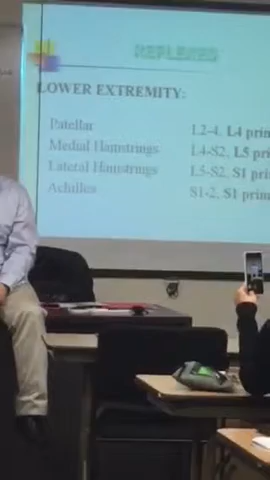 REFLEXES
LOWER EXTREMITY:
Patellar L2-4, L4 prim
Medial Hamstrings L4-S2, L5 pri
Lateral Hamstrings L5-S2, S1 pri
Achilles S1-2, S1 prim